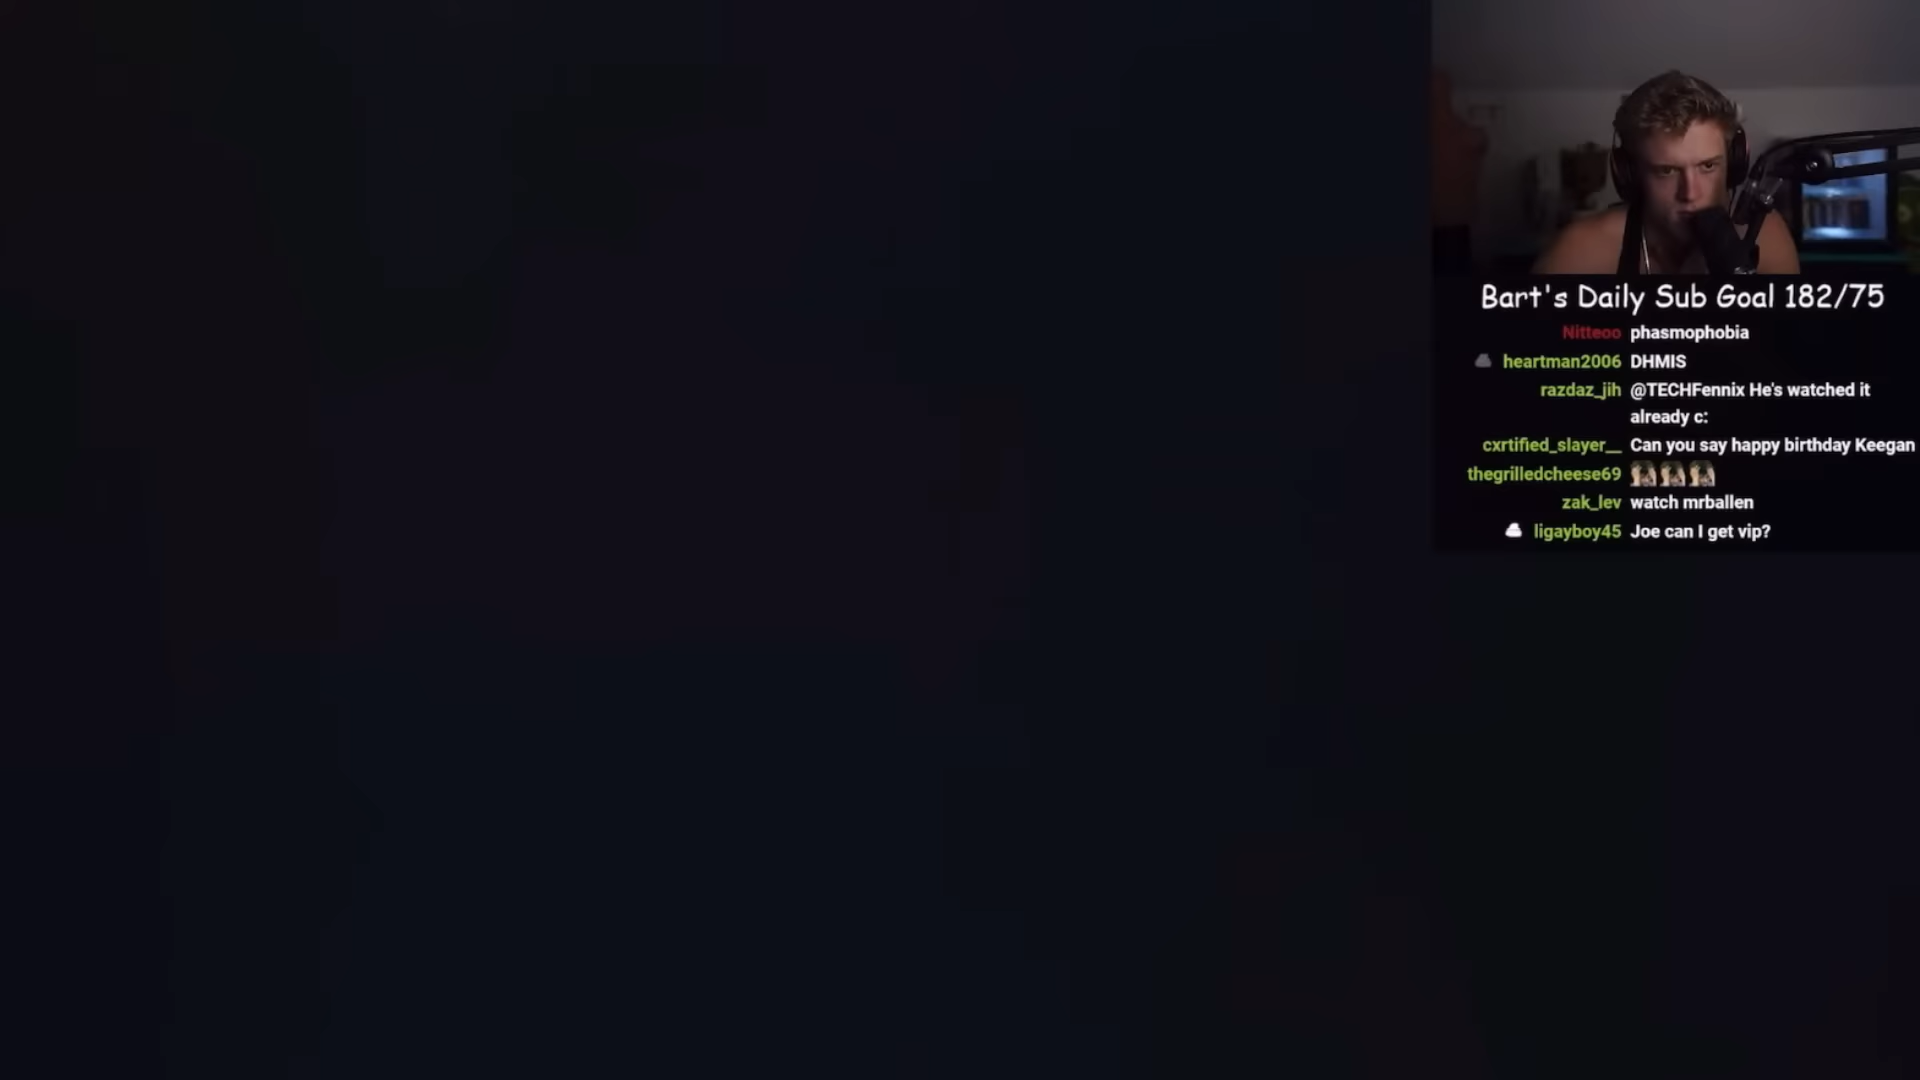 Bart's Daily Sub Goal 182/75
Nitteoo phasmophobia
heartman2006 DHMIS
razdaz_jih @TECHFennix He's watched it
already c:
cxrtified_slayer__ Can you say happy birthday Keegan
thegrilledcheese69
zak_lev watch mrballen
ligayboy45 Joe can I get vip?